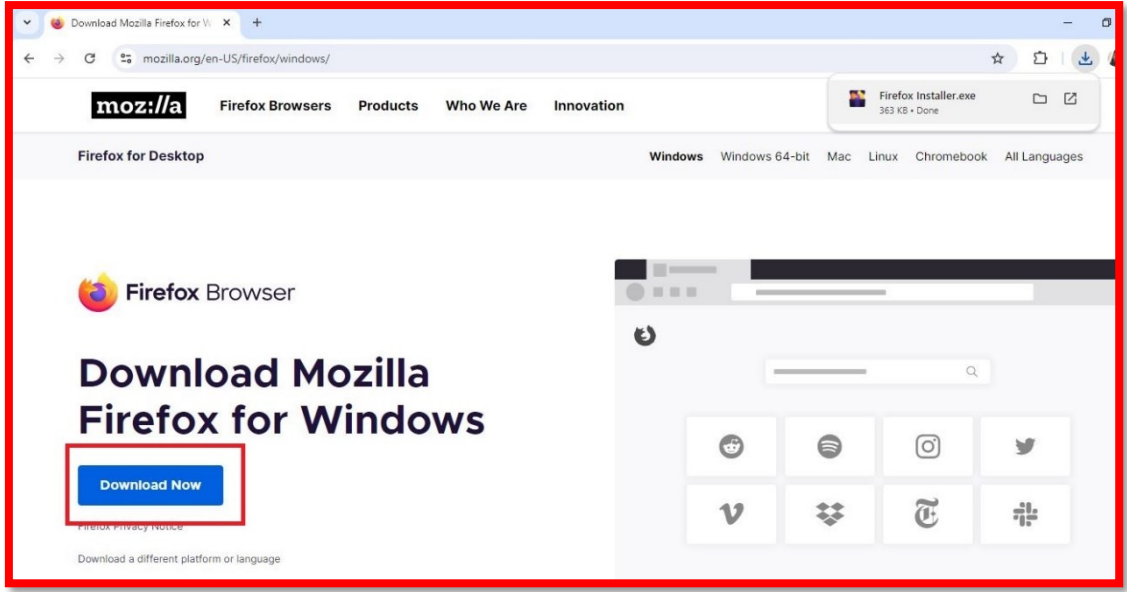 Download Mozilla Firefox for W
mozilla.org/en-US/firefox/windows/
moz://a Firefox Browsers Products Who We Are Innovation
Firefox Installer.exe
363 KB • Done
Firefox for Desktop Windows Windows 64-bit Mac Linux Chromebook All Languages
Firefox Browser
Download Mozilla
Firefox for Windows
Download Now
Firefox Privacy Notice
Download a different platform or language